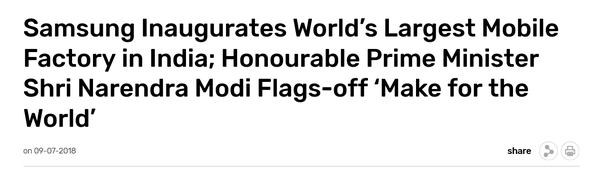 Samsung Inaugurates World’s Largest Mobile
Factory in India; Honourable Prime Minister
Shri Narendra Modi Flags-off ‘Make for the
World’
on 09-07-2018
share